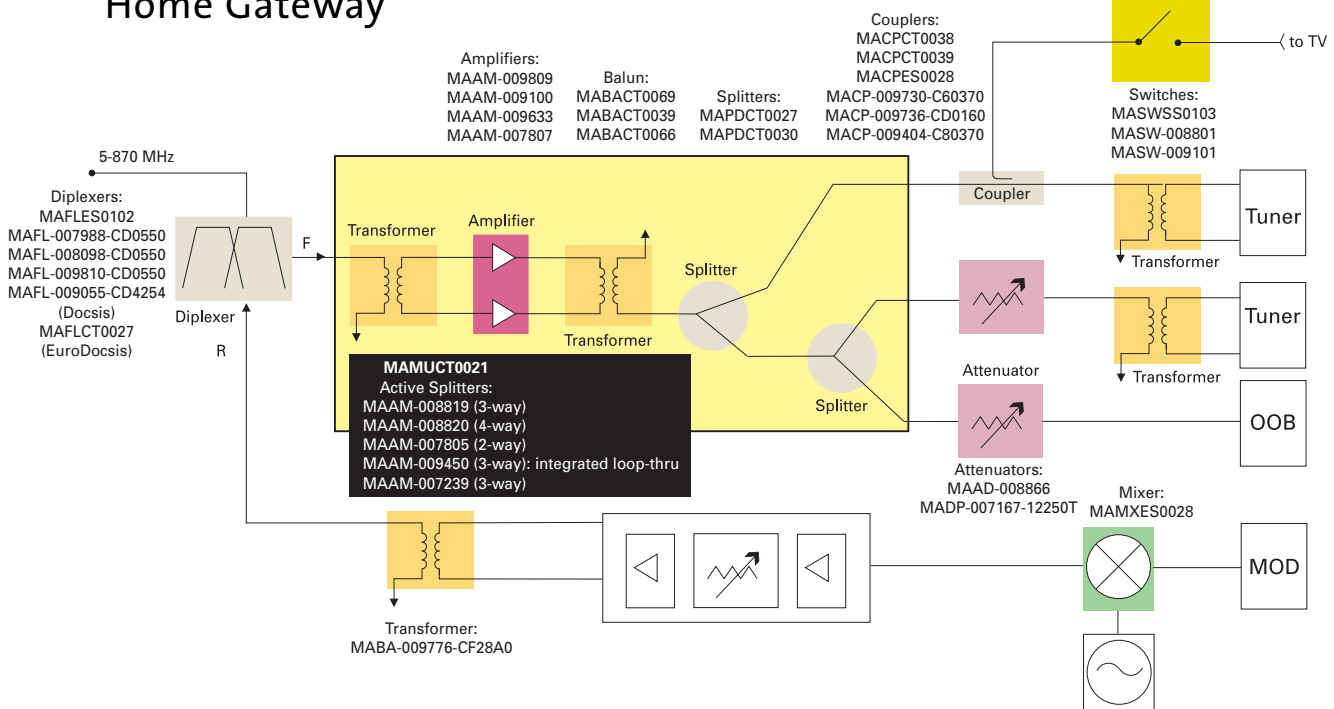 Home Gateway
Couplers:
MACPCT0038
MACPCT0039
MACPES0028
MACP-009730-C60370
MACP-009736-CD0160
MACP-009404-C80370
Amplifiers:
MAAM-009809
MAAM-009100
MAAM-009633
MAAM-007807
Balun:
MABACT0069
MABACT0039
MABACT0066
Splitters:
MAPDCT0027
MAPDCT0030
to TV
Switches:
MASWSS0103
MASW-008801
MASW-009101
5-870 MHz
Diplexers:
MAFLES0102
MAFL-007988-CD0550
MAFL-008098-CD0550
MAFL-009810-CD0550
MAFL-009055-CD4254
(Docsis)
MAFLCT0027
(EuroDocsis)
Diplexer
F
R
Transformer
Amplifier
Transformer
Splitter
Splitter
Coupler
Tuner
Transformer
Tuner
Transformer
Attenuator
OOB
Attenuators:
MAAD-008866
MADP-007167-12250T
MAMUCT0021
Active Splitters:
MAAM-008819 (3-way)
MAAM-008820 (4-way)
MAAM-007805 (2-way)
MAAM-009450 (3-way): integrated loop-thru
MAAM-007239 (3-way)
Mixer:
MAMXES0028
MOD
Transformer:
MABA-009776-CF28A0